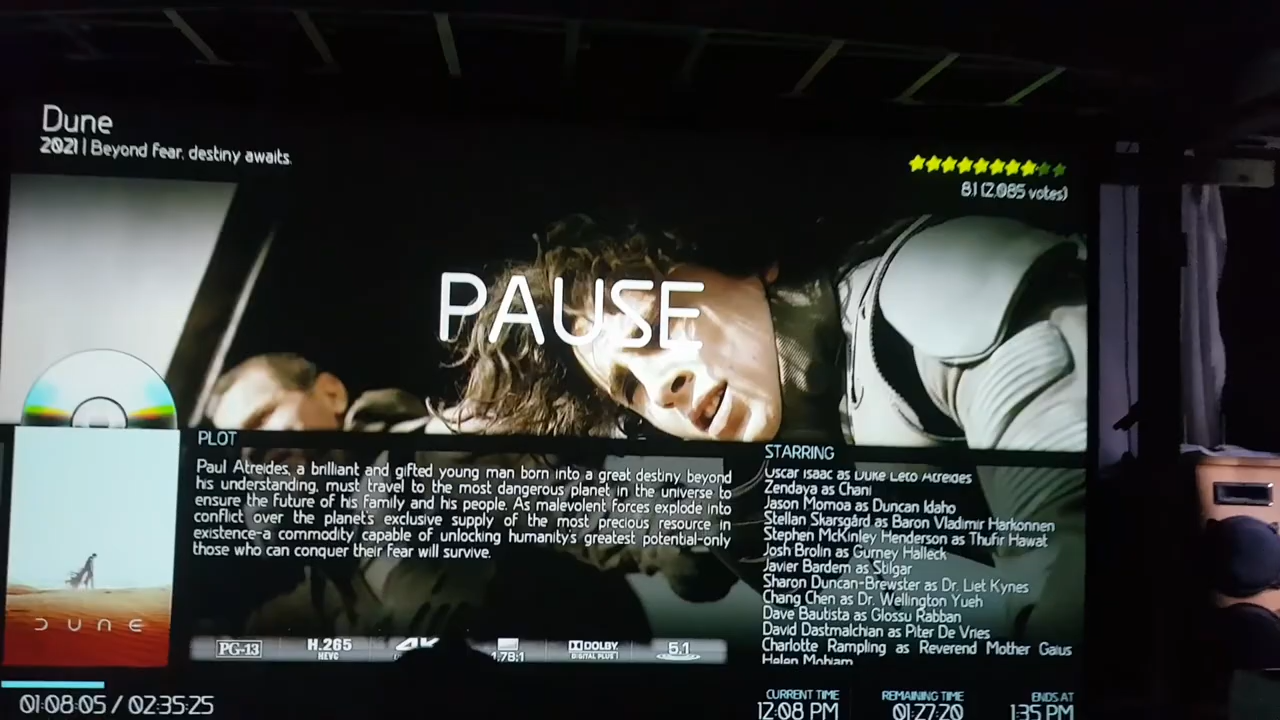 Dune
2021 | Beyond fear, destiny awaits.
8.1 (2,085 votes)
PAUSE
PLOT
Paul Atreides, a brilliant and gifted young man born into a great destiny beyond
his understanding, must travel to the most dangerous planet in the universe to
ensure the future of his family and his people. As malevolent forces explode into
conflict over the planet's exclusive supply of the most precious resource in
existence-a commodity capable of unlocking humanity's greatest potential-only
those who can conquer their fear will survive.
STARRING
Oscar Isaac as Duke Leto Atreides
Zendaya as Chani
Jason Momoa as Duncan Idaho
Stellan Skarsgård as Baron Vladimir Harkonnen
Stephen McKinley Henderson as Thufir Hawat
Josh Brolin as Gurney Halleck
Javier Bardem as Stilgar
Sharon Duncan-Brewster as Dr. Liet Kynes
Chang Chen as Dr. Wellington Yueh
Dave Bautista as Glossu Rabban
David Dastmalchian as Piter De Vries
Charlotte Rampling as Reverend Mother Gaius
Helen Mohiam
DUNE
PG-13
H.265
HEVC
4K
1.78:1
DOLBY
DIGITAL PLUS
5.1
01:08:05 / 02:35:25
CURRENT TIME
12:08 PM
REMAINING TIME
01:27:20
ENDS AT
1:35 PM